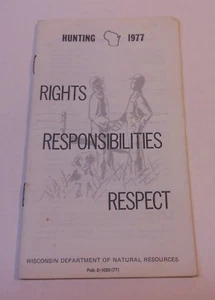 HUNTING 1977
RIGHTS
RESPONSIBILITIES
RESPECT
WISCONSIN DEPARTMENT OF NATURAL RESOURCES